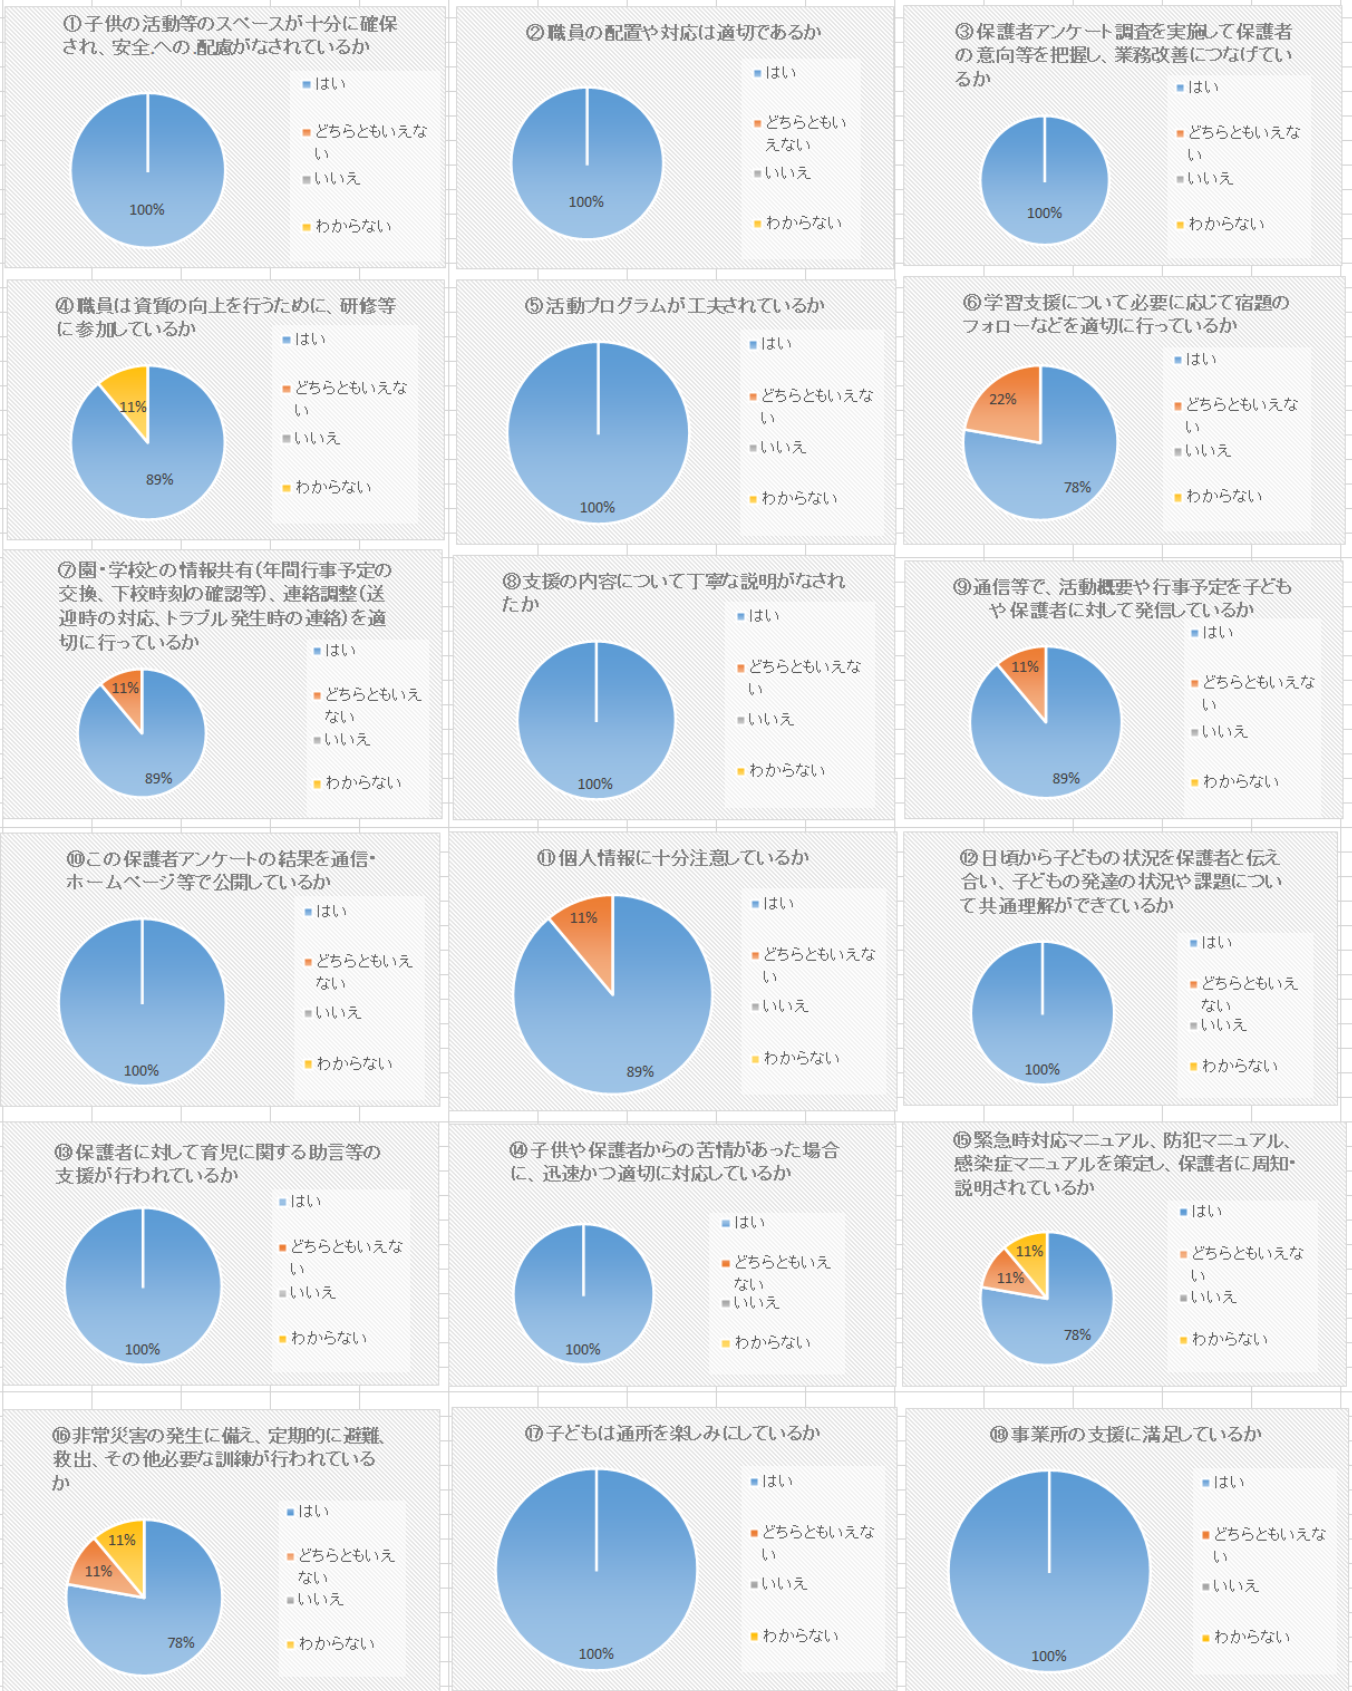 ①子供の活動等のスペースが十分に確保
され、安全.への.配慮がなされているか
はい
どちらともいえな
い
いいえ
わからない
100%
②職員の配置や対応は適切であるか
はい
どちらともい
えない
いいえ
わからない
100%
③保護者アンケート調査を実施して保護者
の意向等を把握し、業務改善につなげてい
るか
はい
どちらともいえな
い
いいえ
わからない
100%
④職員は資質の向上を行うために、研修等
に参加しているか
はい
どちらともいえな
い
いいえ
わからない
11%
89%
⑤活動プログラムが工夫されているか
はい
どちらともいえな
い
いいえ
わからない
100%
⑥学習支援について必要に応じて宿題の
フォローなどを適切に行っているか
はい
どちらともいえな
い
いいえ
わからない
22%
78%
⑦園・学校との情報共有(年間行事予定の
交換、下校時刻の確認等)、連絡調整(送
迎時の対応、トラブル発生時の連絡)を適
切に行っているか
はい
どちらともいえ
ない
いいえ
わからない
11%
89%
⑧支援の内容について丁寧な説明がなされ
たか
はい
どちらともいえな
い
いいえ
わからない
100%
⑨通信等で、活動概要や行事予定を子ども
や保護者に対して発信しているか
はい
どちらともいえな
い
いいえ
わからない
11%
89%
⑩この保護者アンケートの結果を通信・
ホームページ等で公開しているか
はい
どちらともいえ
ない
いいえ
わからない
100%
⑪個人情報に十分注意しているか
はい
どちらともいえな
い
いいえ
わからない
11%
89%
⑫日頃から子どもの状況を保護者と伝え
合い、子どもの発達の状況や課題につい
て共通理解ができているか
はい
どちらともいえ
ない
いいえ
わからない
100%
⑬保護者に対して育児に関する助言等の
支援が行われているか
はい
どちらともいえな
い
いいえ
わからない
100%
⑭子供や保護者からの苦情があった場合
に、迅速かつ適切に対応しているか
はい
どちらともいえ
ない
いいえ
わからない
100%
⑮緊急時対応マニュアル、防犯マニュアル、
感染症マニュアルを策定し、保護者に周知・
説明されているか
はい
どちらともいえな
い
いいえ
わからない
11%
11%
78%
⑯非常災害の発生に備え、定期的に避難、
救出、その他必要な訓練が行われている
か
はい
どちらともいえ
ない
いいえ
わからない
11%
11%
78%
⑰子どもは通所を楽しみにしているか
はい
どちらともいえな
い
いいえ
わからない
100%
⑱事業所の支援に満足しているか
はい
どちらともいえな
い
いいえ
わからない
100%